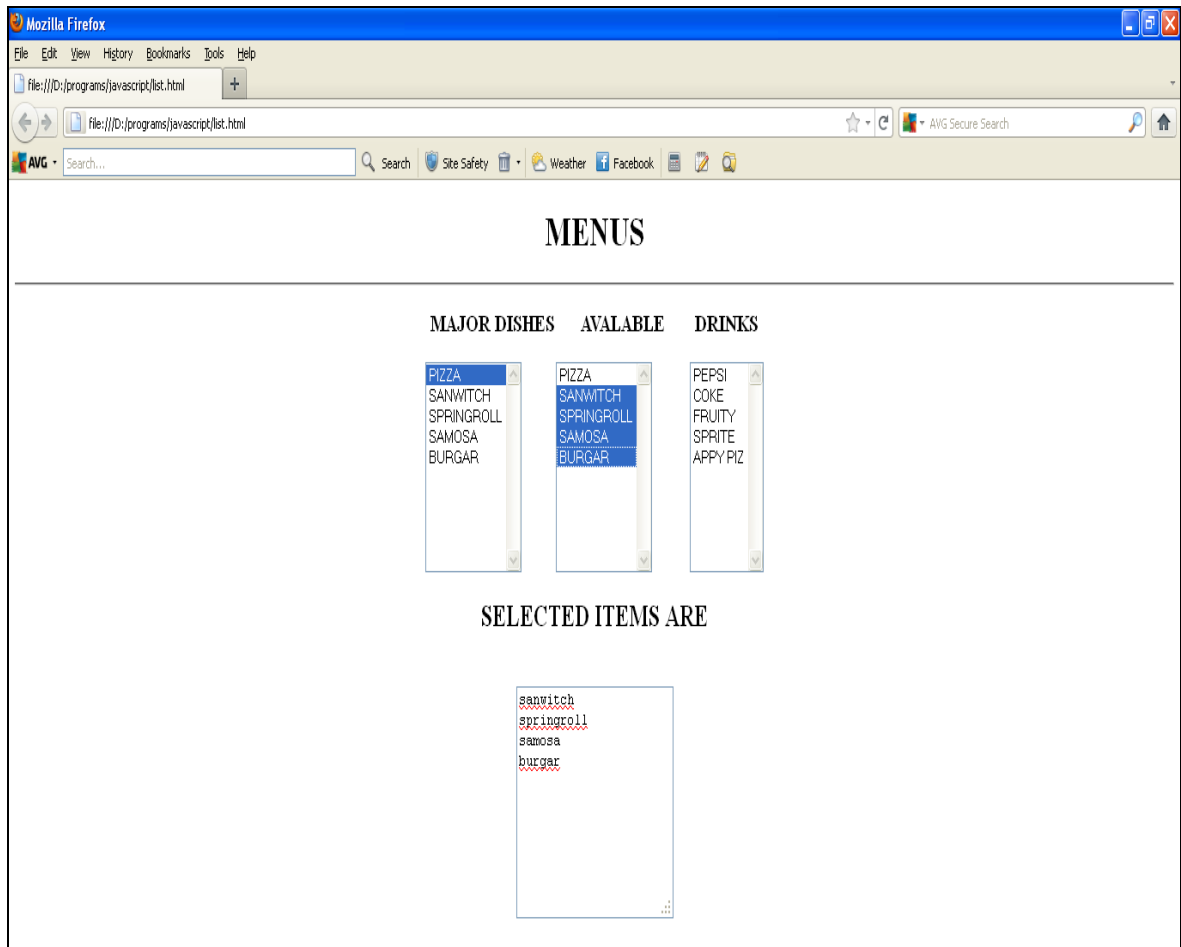 Mozilla Firefox
File Edit View History Bookmarks Tools Help
file:///D:/programs/javascript/list.html
file:///D:/programs/javascript/list.html AVG Secure Search
AVG Search... Search Site Safety Weather Facebook
MENUS
MAJOR DISHES AVALABLE DRINKS
PIZZA PIZZA PEPSI
SANWITCH SANWITCH COKE
SPRINGROLL SPRINGROLL FRUITY
SAMOSA SAMOSA SPRITE
BURGAR BURGAR APPY PIZ
SELECTED ITEMS ARE
sanwitch
springroll
samosa
burgar